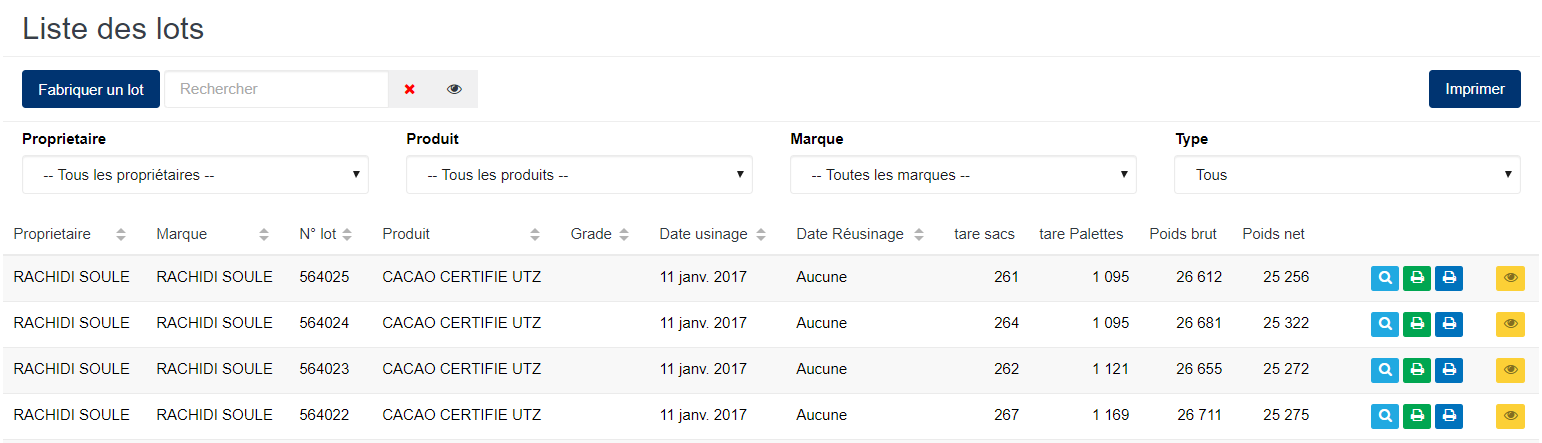 Liste des lots
Fabriquer un lot Rechercher Imprimer
Proprietaire Produit Marque Type
-- Tous les propriétaires -- -- Tous les produits -- -- Toutes les marques -- Tous
Proprietaire Marque N° lot Produit Grade Date usinage Date Réusinage tare sacs tare Palettes Poids brut Poids net
RACHIDI SOULE RACHIDI SOULE 564025 CACAO CERTIFIE UTZ 11 janv. 2017 Aucune 261 1 095 26 612 25 256
RACHIDI SOULE RACHIDI SOULE 564024 CACAO CERTIFIE UTZ 11 janv. 2017 Aucune 264 1 095 26 681 25 322
RACHIDI SOULE RACHIDI SOULE 564023 CACAO CERTIFIE UTZ 11 janv. 2017 Aucune 262 1 121 26 655 25 272
RACHIDI SOULE RACHIDI SOULE 564022 CACAO CERTIFIE UTZ 11 janv. 2017 Aucune 267 1 169 26 711 25 275